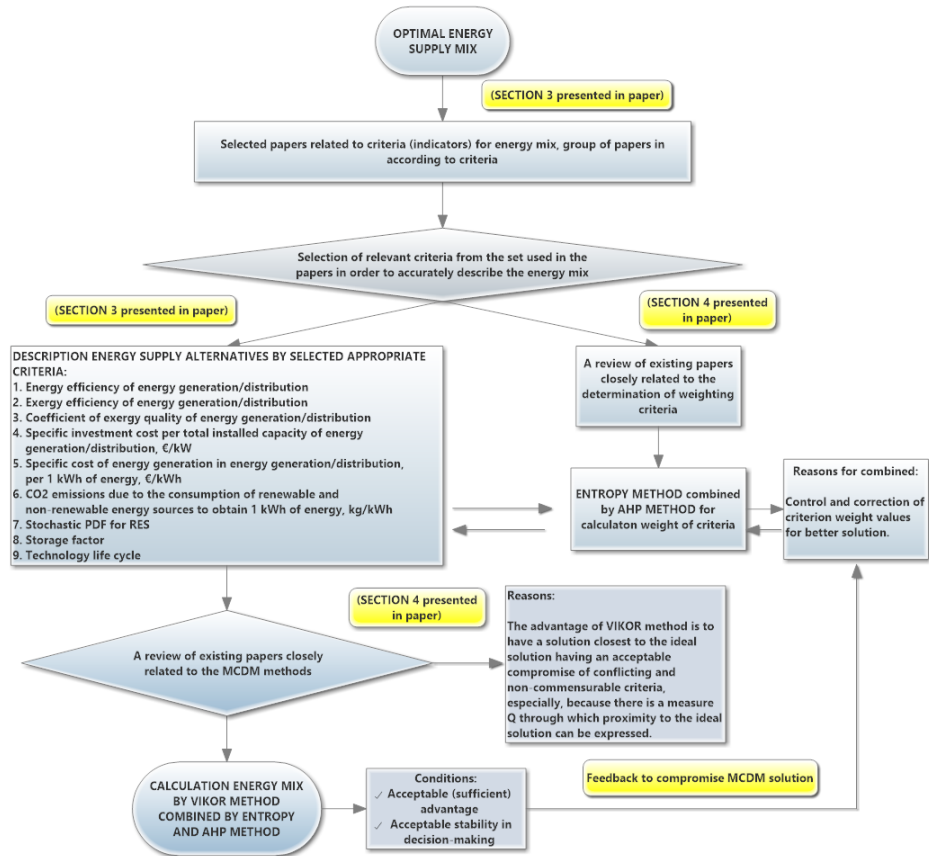 OPTIMAL ENERGY
SUPPLY MIX
(SECTION 3 presented in paper)
Selected papers related to criteria (indicators) for energy mix, group of papers in
according to criteria
Selection of relevant criteria from the set used in the
papers in order to accurately describe the energy mix
(SECTION 3 presented in paper)
(SECTION 4 presented
in paper)
DESCRIPTION ENERGY SUPPLY ALTERNATIVES BY SELECTED APPROPRIATE
CRITERIA:
1. Energy efficiency of energy generation/distribution
2. Exergy efficiency of energy generation/distribution
3. Coefficient of exergy quality of energy generation/distribution
4. Specific investment cost per total installed capacity of energy
generation/distribution, €/kW
5. Specific cost of energy generation in energy generation/distribution,
per 1 kWh of energy, €/kWh
6. CO2 emissions due to the consumption of renewable and
non-renewable energy sources to obtain 1 kWh of energy, kg/kWh
7. Stochastic PDF for RES
8. Storage factor
9. Technology life cycle
A review of existing papers
closely related to the
determination of weighting
criteria
ENTROPY METHOD combined
by AHP METHOD for
calculaton weight of criteria
Reasons for combined:
Control and correction of
criterion weight values
for better solution.
(SECTION 4 presented
in paper)
A review of existing papers closely
related to the MCDM methods
Reasons:
The advantage of VIKOR method is to
have a solution closest to the ideal
solution having an acceptable
compromise of conflicting and
non-commensurable criteria,
especially, because there is a measure
Q through which proximity to the ideal
solution can be expressed.
CALCULATION ENERGY MIX
BY VIKOR METHOD
COMBINED BY ENTROPY
AND AHP METHOD
Conditions:
✓ Acceptable (sufficient)
advantage
✓ Acceptable stability in
decision-making
Feedback to compromise MCDM solution